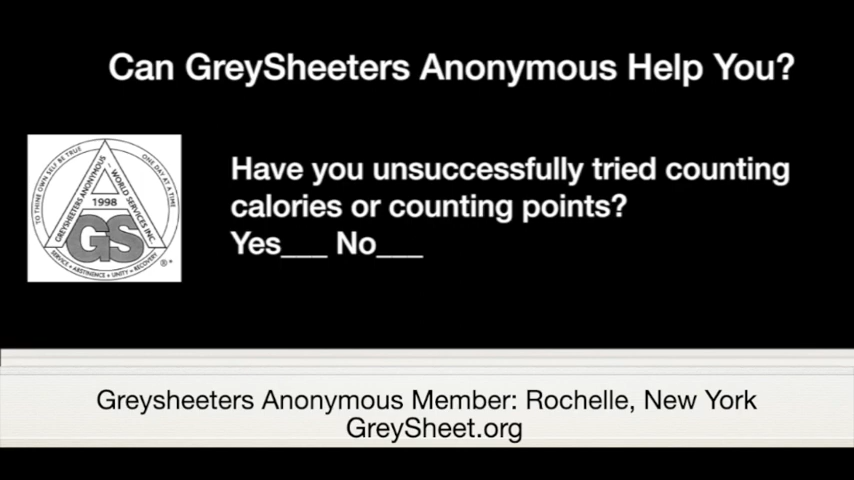 Can GreySheeters Anonymous Help You?
TO THINE OWN SELF BE TRUE
ONE DAY AT A TIME
GREYSHEETERS ANONYMOUS
WORLD SERVICES INC.
1998
GS
SERVICE • ABSTINENCE • UNITY • RECOVERY
®
Have you unsuccessfully tried counting
calories or counting points?
Yes___ No___
Greysheeters Anonymous Member: Rochelle, New York
GreySheet.org